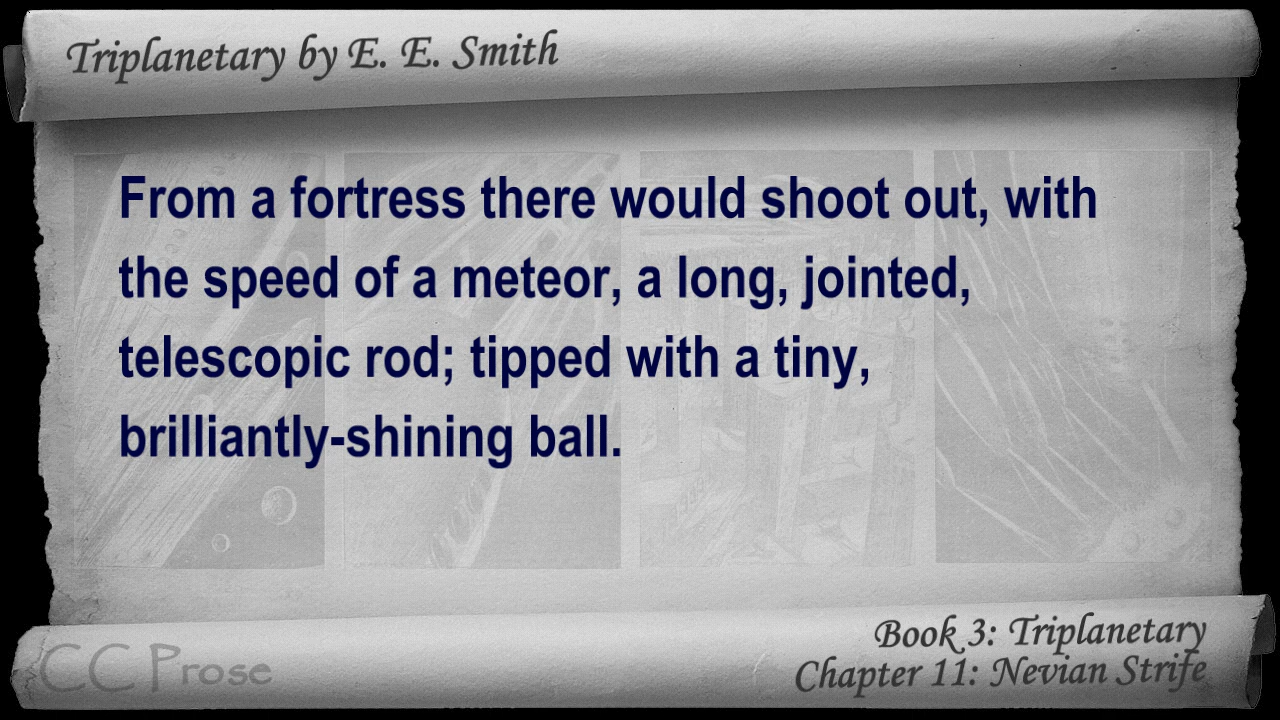 Triplanetary by E. E. Smith
From a fortress there would shoot out, with
the speed of a meteor, a long, jointed,
telescopic rod; tipped with a tiny,
brilliantly-shining ball.
Book 3: Triplanetary
Chapter 11: Nevian Strife
CC Prose